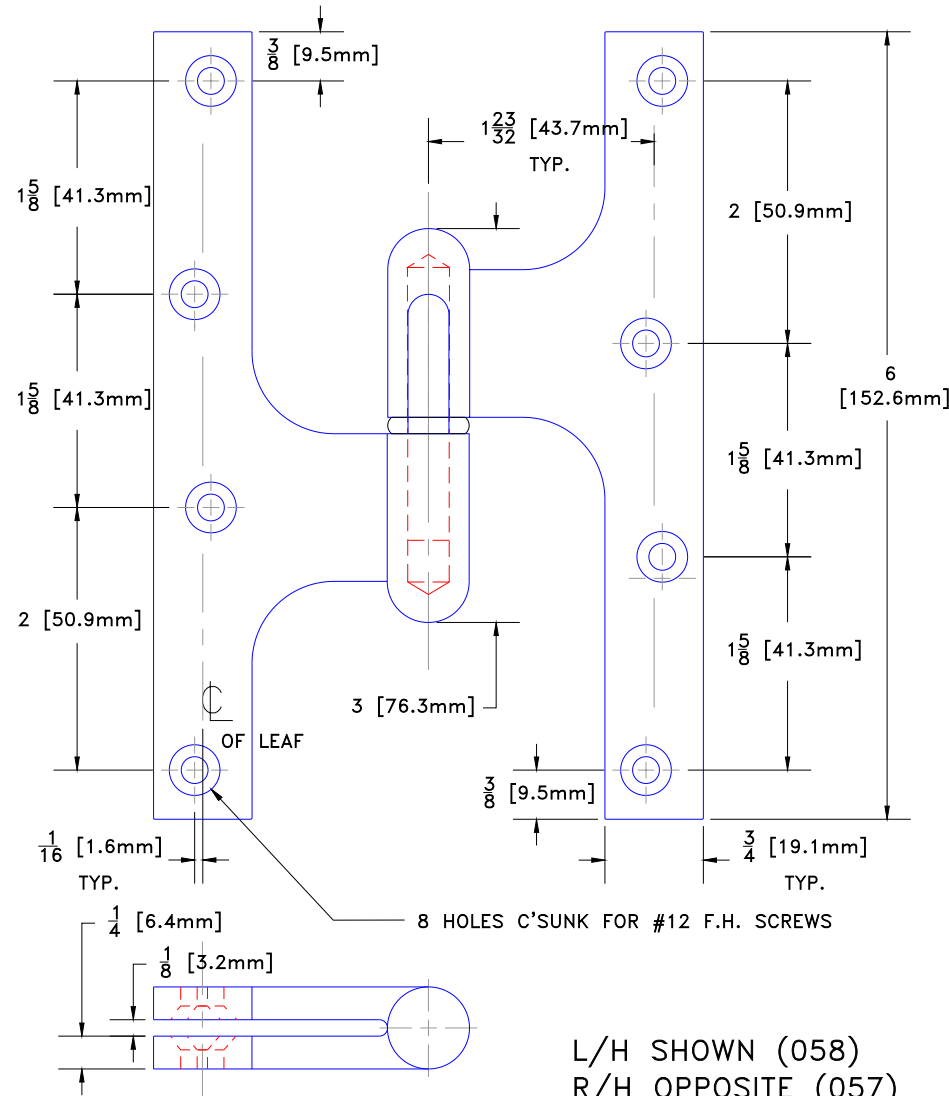 3/8 [9.5mm]
1 23/32 [43.7mm]
TYP.
1 5/8 [41.3mm]
2 [50.9mm]
6
[152.6mm]
1 5/8 [41.3mm]
1 5/8 [41.3mm]
2 [50.9mm]
1 5/8 [41.3mm]
3 [76.3mm]
℄
OF LEAF
3/8 [9.5mm]
1/16 [1.6mm]
TYP.
3/4 [19.1mm]
TYP.
1/4 [6.4mm]
8 HOLES C'SUNK FOR #12 F.H. SCREWS
1/8 [3.2mm]
L/H SHOWN (058)
R/H OPPOSITE (057)